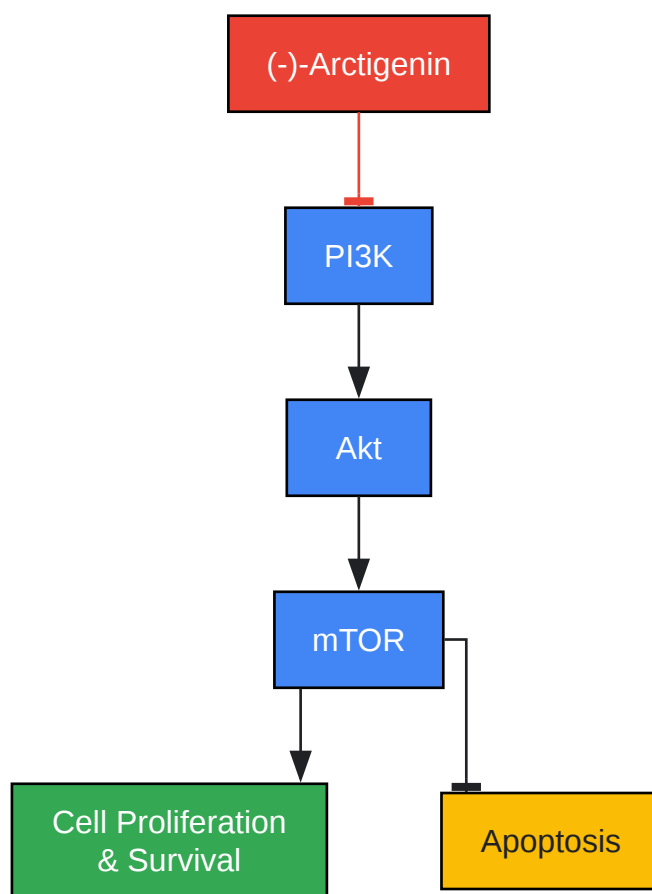 (-)-Arctigenin
PI3K
Akt
mTOR
Cell Proliferation
& Survival
Apoptosis